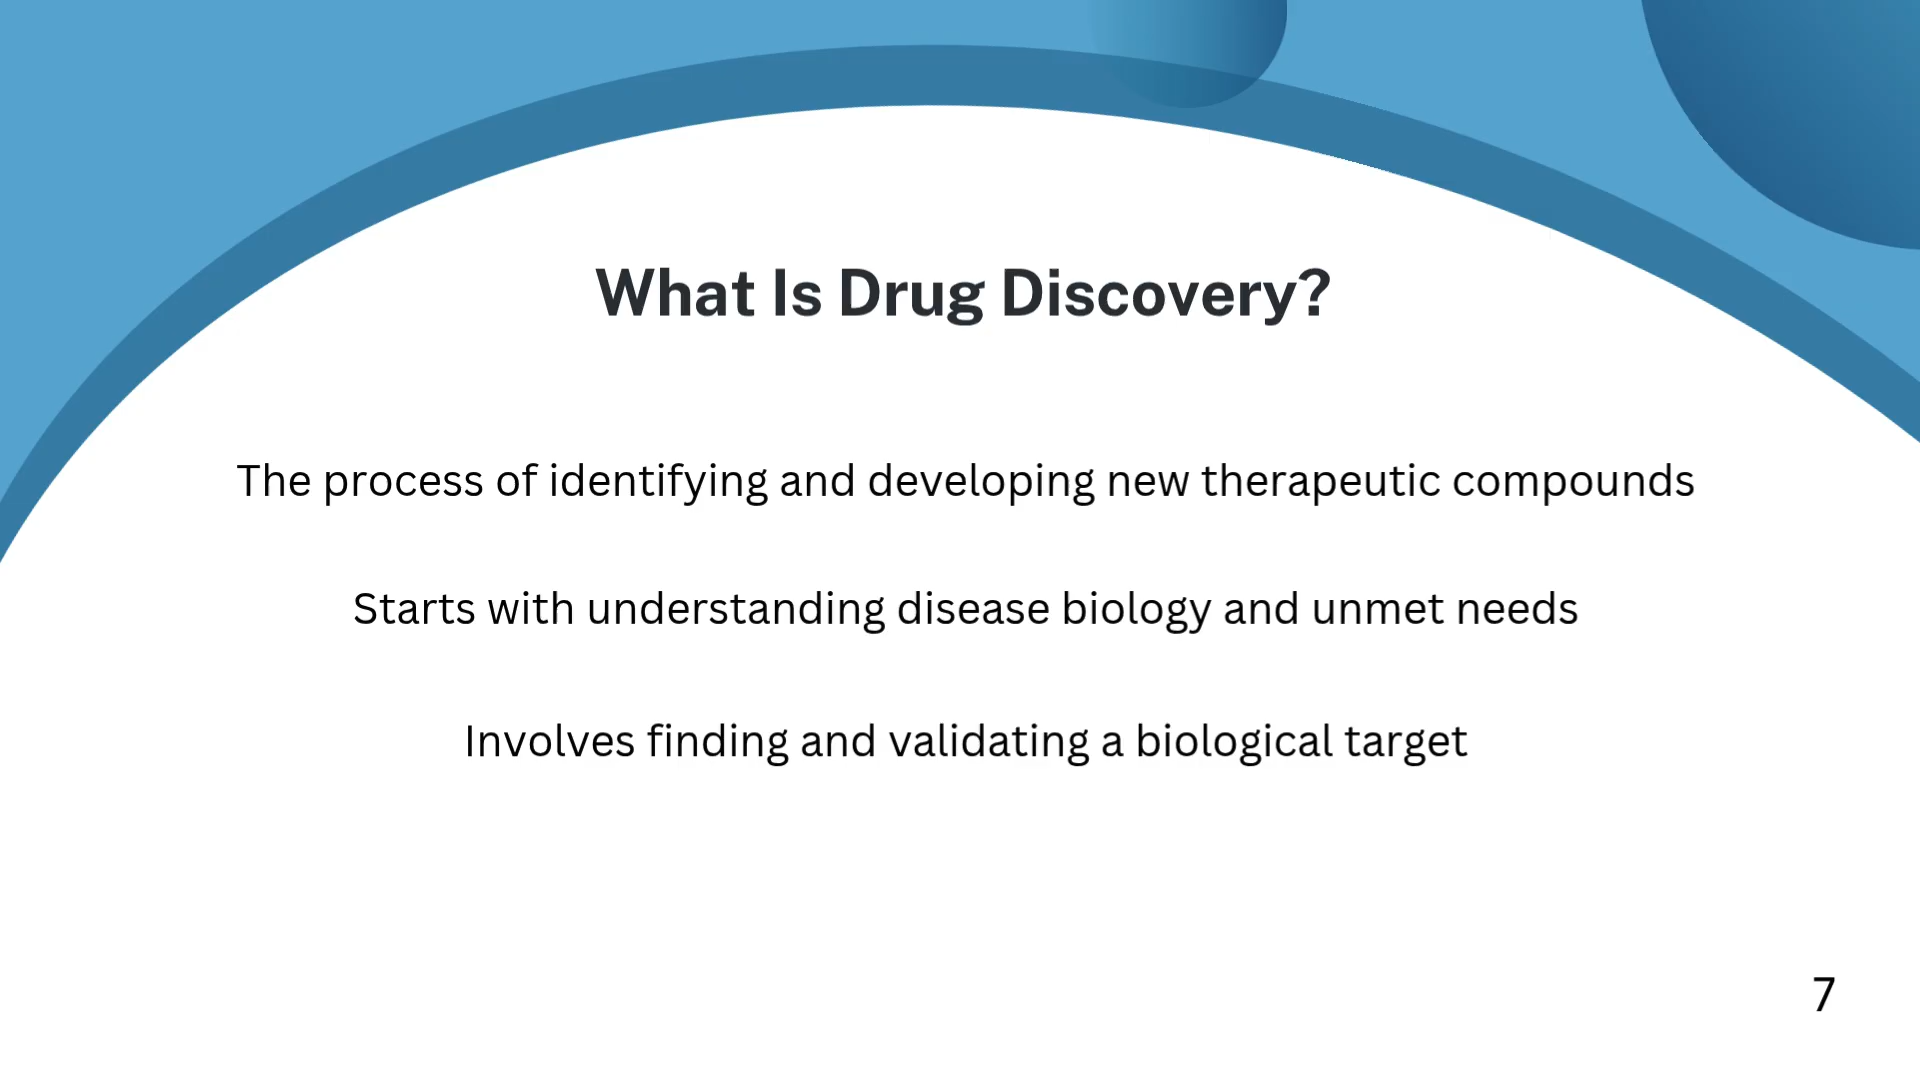 What Is Drug Discovery?
The process of identifying and developing new therapeutic compounds
Starts with understanding disease biology and unmet needs
Involves finding and validating a biological target
7